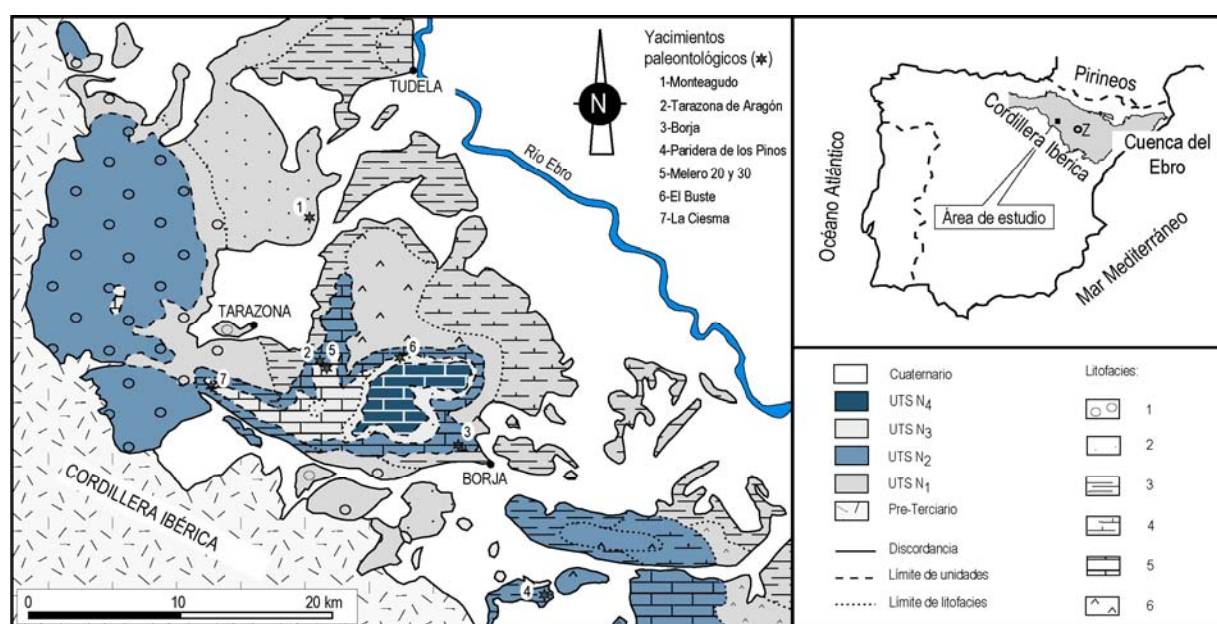 Yacimientos
paleontológicos (✶)
1-Monteagudo
2-Tarazona de Aragón
3-Borja
4-Paridera de los Pinos
5-Melero 20 y 30
6-El Buste
7-La Ciesma
N
TUDELA
Río Ebro
1
TARAZONA
2
5
6
7
3
BORJA
CORDILLERA IBÉRICA
4
0 10 20 km
Pirineos
Cordillera Ibérica
Z
Cuenca del
Ebro
Océano Atlántico
Área de estudio
Mar Mediterráneo
Cuaternario
UTS N4
UTS N3
UTS N2
UTS N1
Pre-Terciario
Discordancia
Límite de unidades
Límite de litofacies
Litofacies:
1
2
3
4
5
6